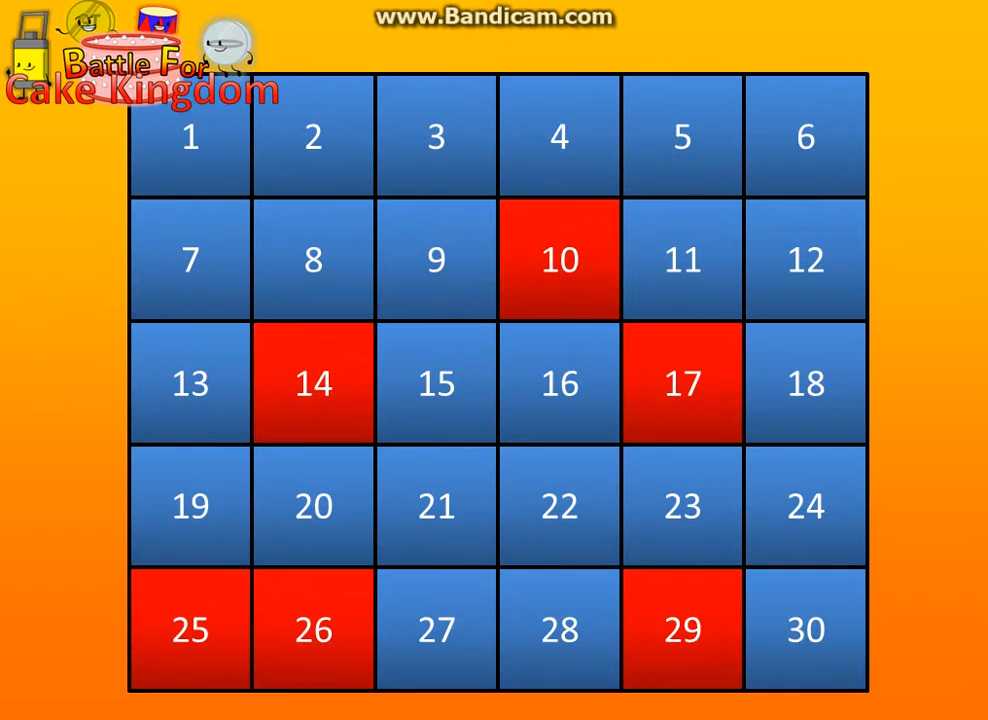 www.Bandicam.com
Battle For
Cake Kingdom
1 2 3 4 5 6
7 8 9 10 11 12
13 14 15 16 17 18
19 20 21 22 23 24
25 26 27 28 29 30